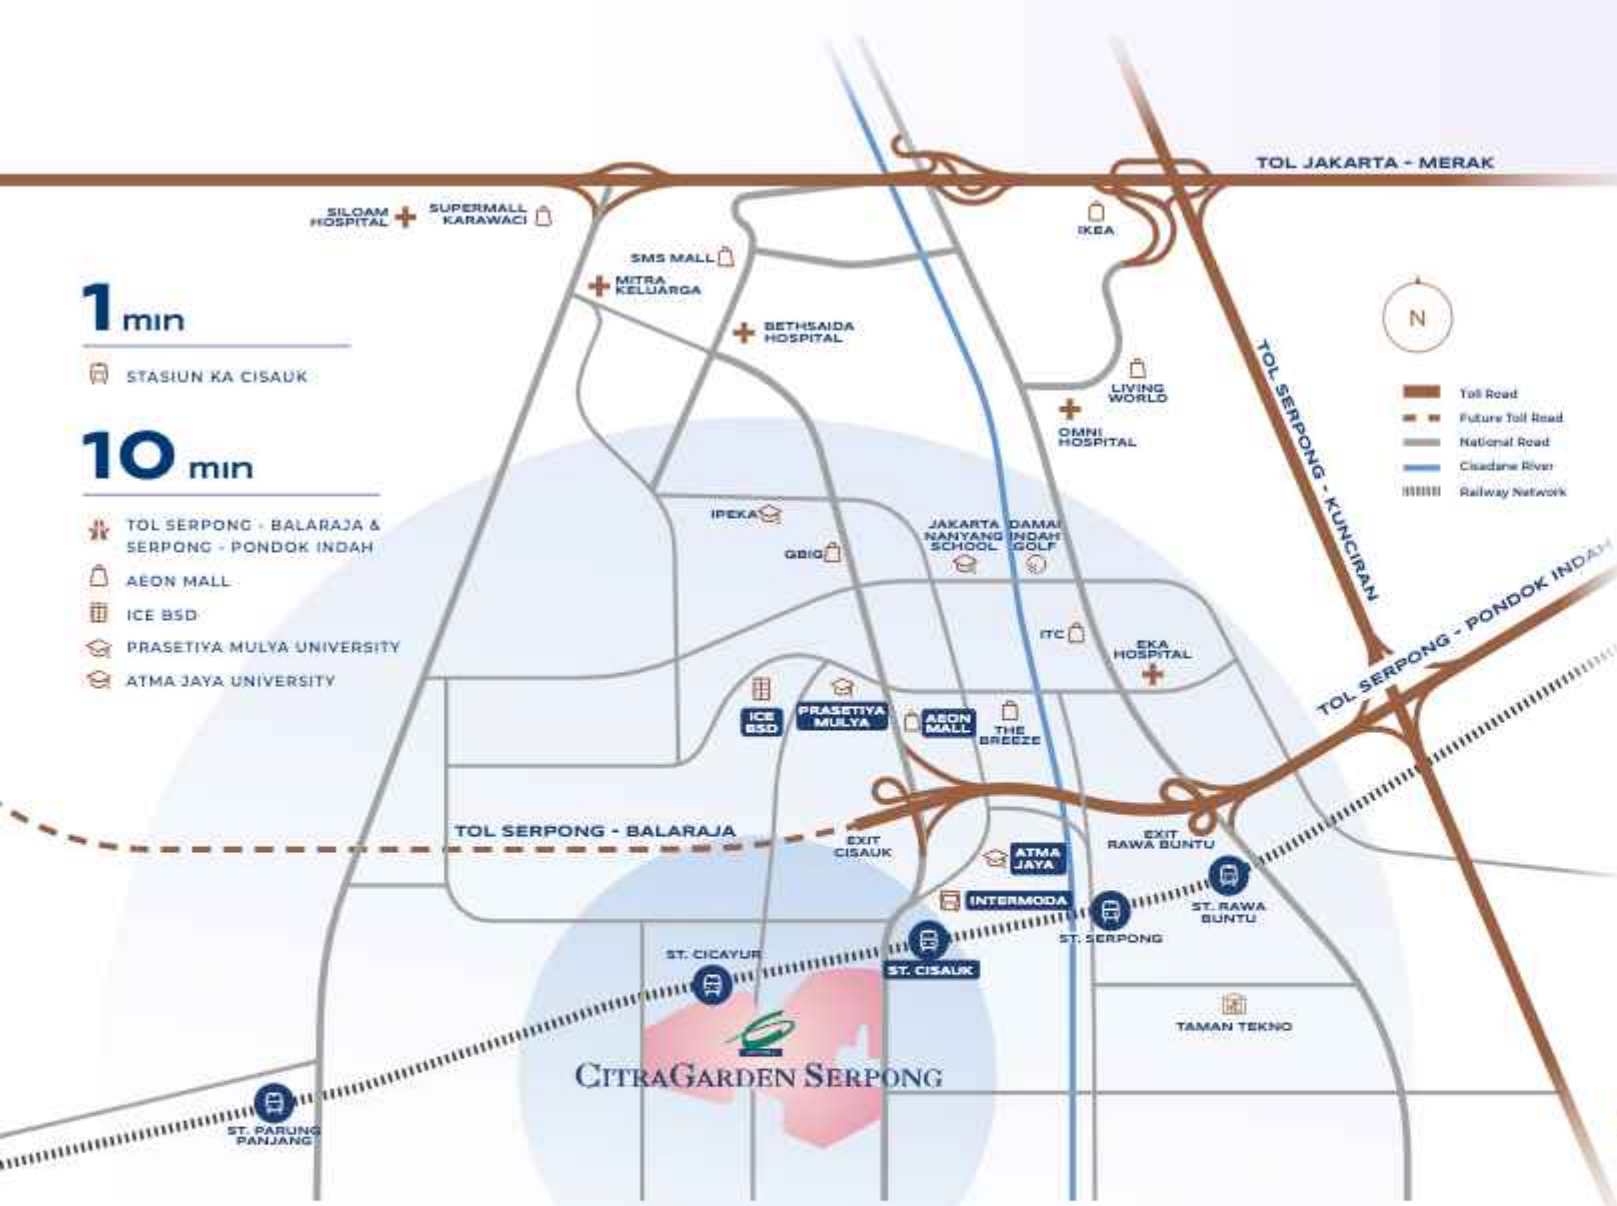 TOL JAKARTA - MERAK
SILOAM
HOSPITAL
SUPERMALL
KARAWACI
IKEA
SMS MALL
MITRA
KELUARGA
1 min
STASIUN KA CISAUK
BETHSAIDA
HOSPITAL
N
LIVING
WORLD
OMNI
HOSPITAL
TOL SERPONG - KUNCIRAN
Toll Road
Future Toll Road
National Road
Cisadane River
Railway Network
10 min
TOL SERPONG - BALARAJA &
SERPONG - PONDOK INDAH
AEON MALL
ICE BSD
PRASETIYA MULYA UNIVERSITY
ATMA JAYA UNIVERSITY
IPEKA
QBIG
JAKARTA
NANYANG
SCHOOL
DAMAI
INDAH
GOLF
ITC
EKA
HOSPITAL
TOL SERPONG - PONDOK INDAH
ICE
BSD
PRASETIYA
MULYA
AEON
MALL
THE
BREEZE
TOL SERPONG - BALARAJA
EXIT
CISAUK
EXIT
RAWA BUNTU
ATMA
JAYA
INTERMODA
ST. RAWA
BUNTU
ST. SERPONG
ST. CICAYUR
ST. CISAUK
TAMAN TEKNO
CITRAGARDEN SERPONG
ST. PARUNG
PANJANG